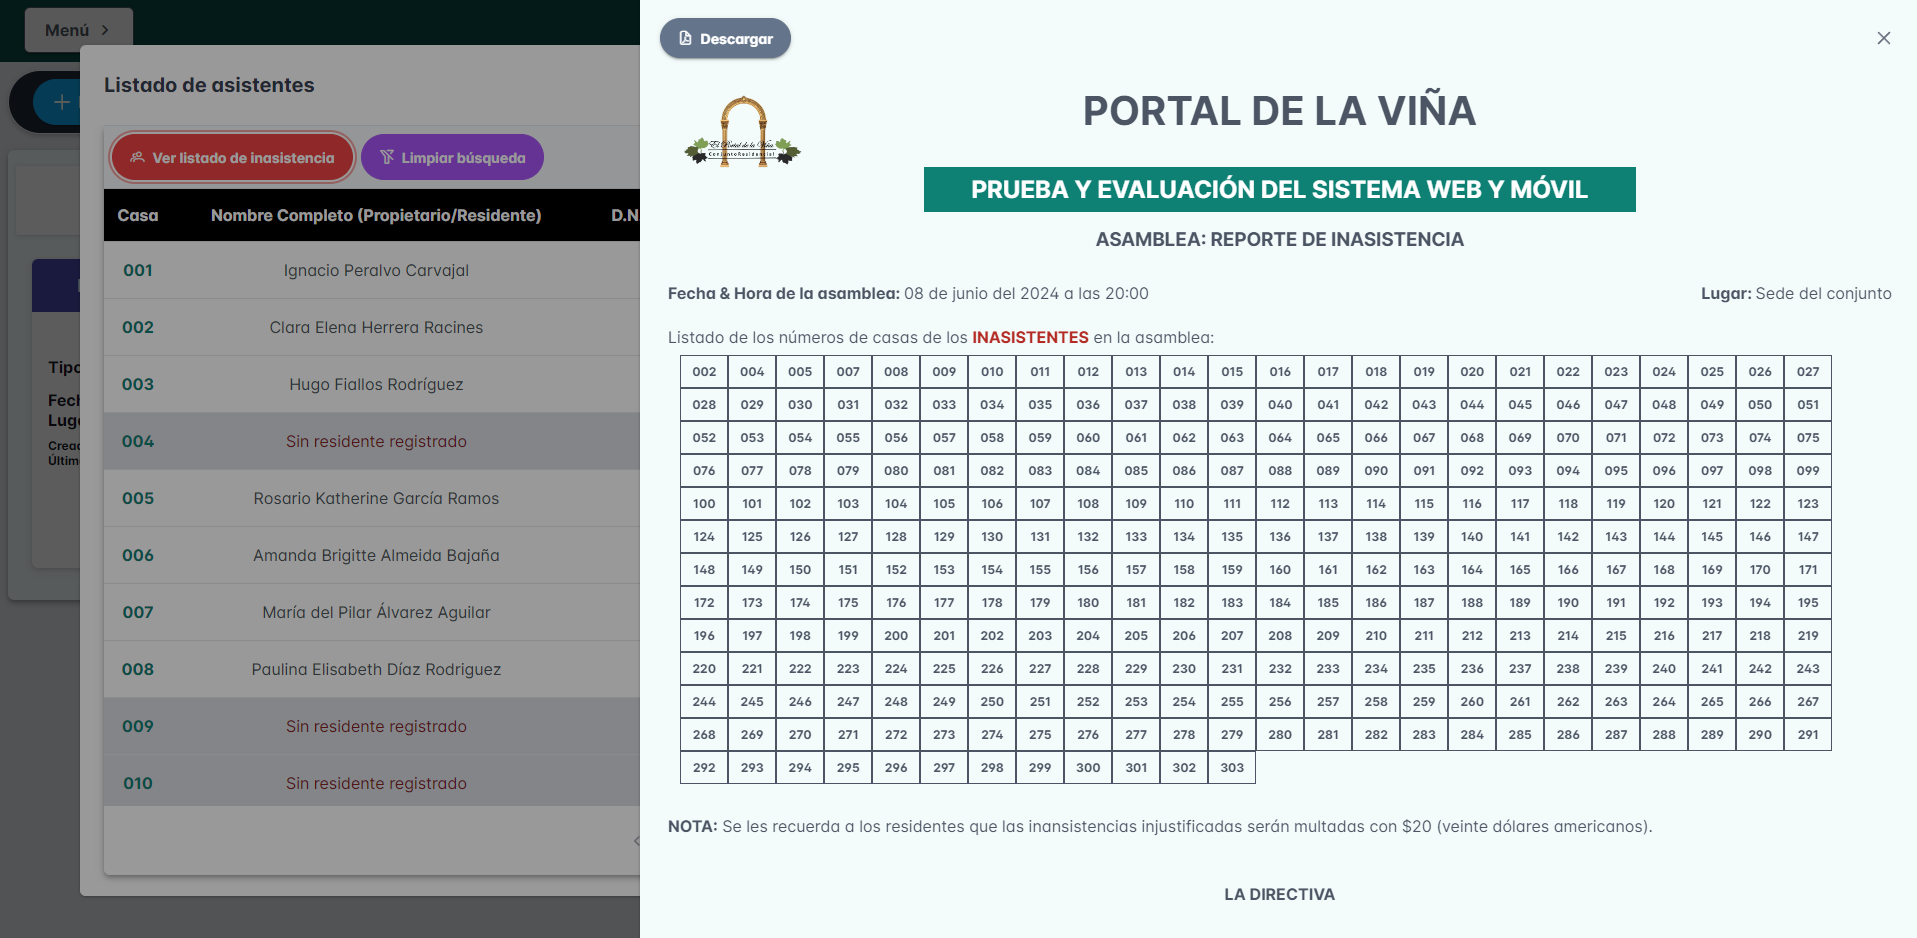 Menú
Listado de asistentes
Ver listado de inasistencia
Limpiar búsqueda
Casa Nombre Completo (Propietario/Residente) D.N
001 Ignacio Peralvo Carvajal
002 Clara Elena Herrera Racines
003 Hugo Fiallos Rodríguez
004 Sin residente registrado
005 Rosario Katherine García Ramos
006 Amanda Brigitte Almeida Bajaña
007 María del Pilar Álvarez Aguilar
008 Paulina Elisabeth Díaz Rodriguez
009 Sin residente registrado
010 Sin residente registrado
Tipo
Fech
Luga
Cread
Últim
Descargar
El Portal de la Viña
Conjunto Residencial
PORTAL DE LA VIÑA
PRUEBA Y EVALUACIÓN DEL SISTEMA WEB Y MÓVIL
ASAMBLEA: REPORTE DE INASISTENCIA
Fecha & Hora de la asamblea: 08 de junio del 2024 a las 20:00
Lugar: Sede del conjunto
Listado de los números de casas de los INASISTENTES en la asamblea:
002 004 005 007 008 009 010 011 012 013 014 015 016 017 018 019 020 021 022 023 024 025 026 027
028 029 030 031 032 033 034 035 036 037 038 039 040 041 042 043 044 045 046 047 048 049 050 051
052 053 054 055 056 057 058 059 060 061 062 063 064 065 066 067 068 069 070 071 072 073 074 075
076 077 078 079 080 081 082 083 084 085 086 087 088 089 090 091 092 093 094 095 096 097 098 099
100 101 102 103 104 105 106 107 108 109 110 111 112 113 114 115 116 117 118 119 120 121 122 123
124 125 126 127 128 129 130 131 132 133 134 135 136 137 138 139 140 141 142 143 144 145 146 147
148 149 150 151 152 153 154 155 156 157 158 159 160 161 162 163 164 165 166 167 168 169 170 171
172 173 174 175 176 177 178 179 180 181 182 183 184 185 186 187 188 189 190 191 192 193 194 195
196 197 198 199 200 201 202 203 204 205 206 207 208 209 210 211 212 213 214 215 216 217 218 219
220 221 222 223 224 225 226 227 228 229 230 231 232 233 234 235 236 237 238 239 240 241 242 243
244 245 246 247 248 249 250 251 252 253 254 255 256 257 258 259 260 261 262 263 264 265 266 267
268 269 270 271 272 273 274 275 276 277 278 279 280 281 282 283 284 285 286 287 288 289 290 291
292 293 294 295 296 297 298 299 300 301 302 303
NOTA: Se les recuerda a los residentes que las inansistencias injustificadas serán multadas con $20 (veinte dólares americanos).
LA DIRECTIVA